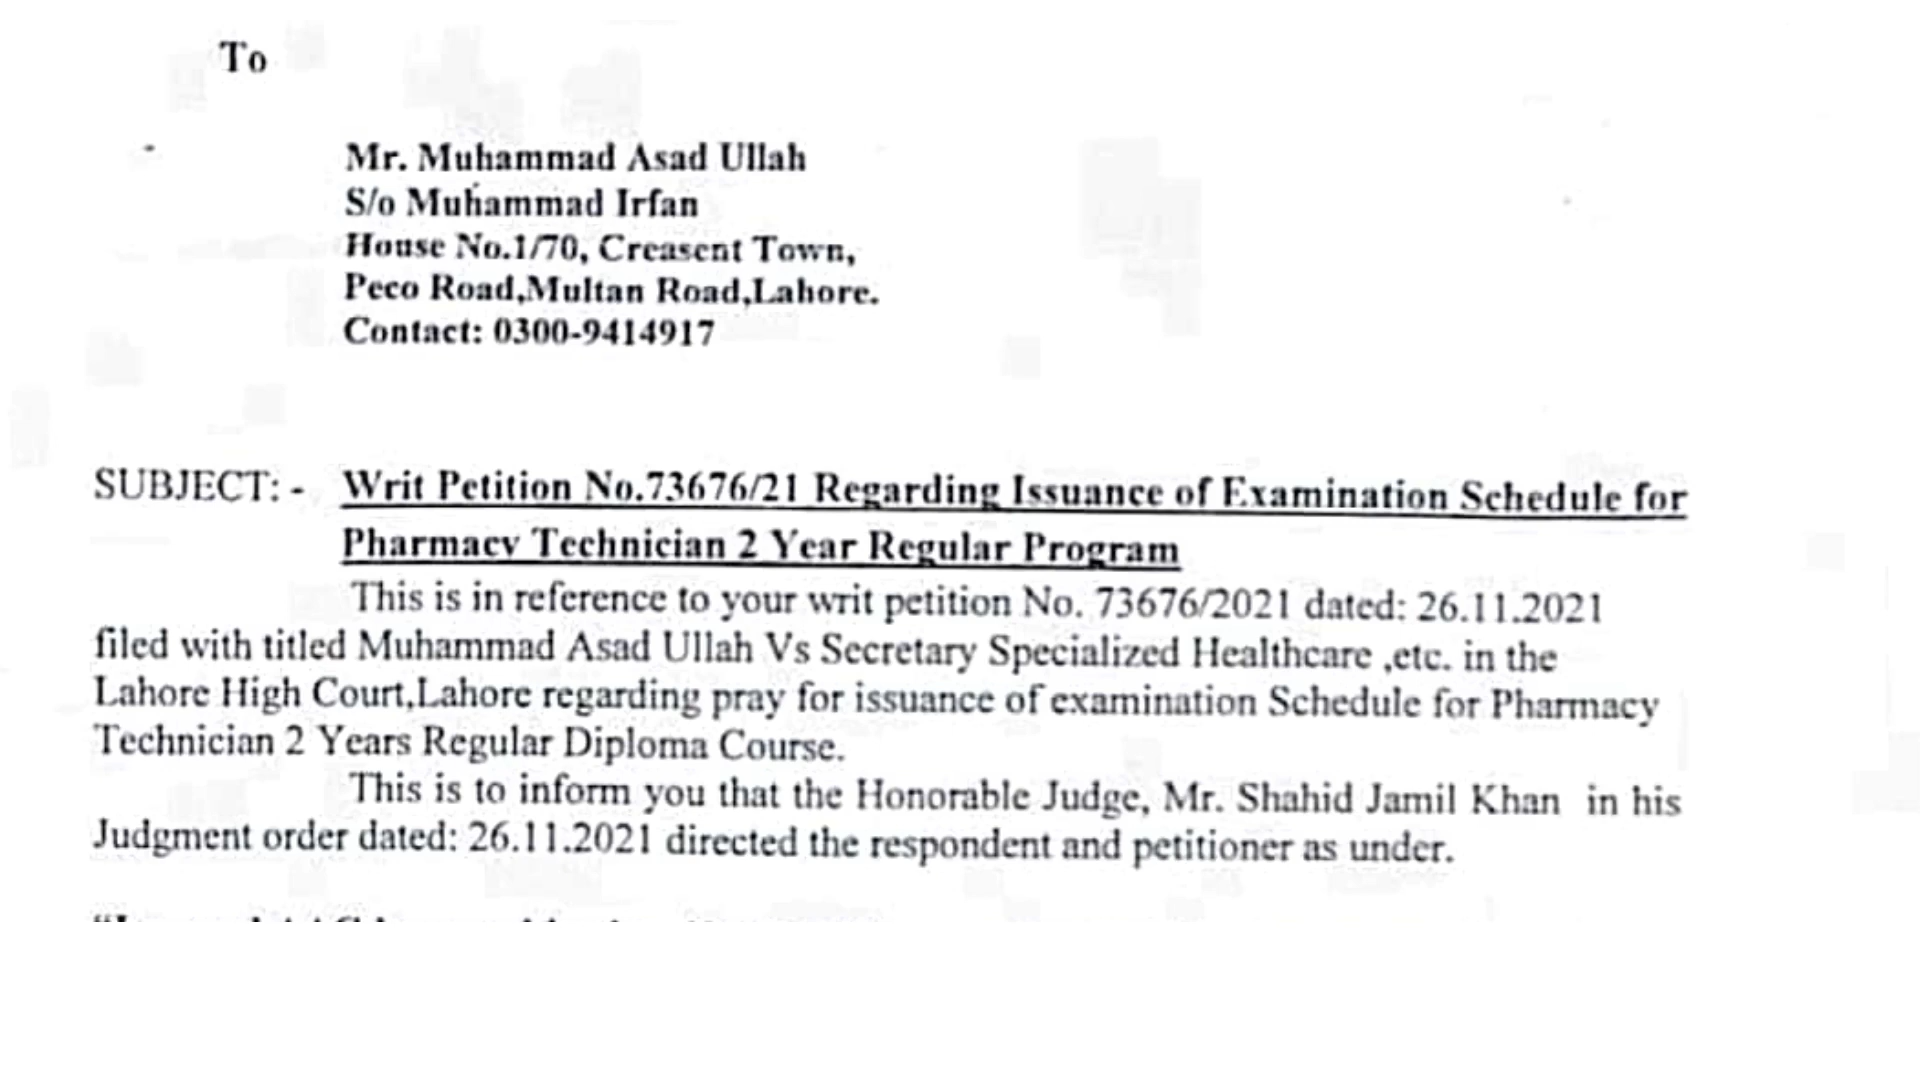 To
Mr. Muhammad Asad Ullah
S/o Muhammad Irfan
House No.1/70, Creasent Town,
Peco Road,Multan Road,Lahore.
Contact: 0300-9414917
SUBJECT: - Writ Petition No.73676/21 Regarding Issuance of Examination Schedule for
Pharmacy Technician 2 Year Regular Program
This is in reference to your writ petition No. 73676/2021 dated: 26.11.2021
filed with titled Muhammad Asad Ullah Vs Secretary Specialized Healthcare ,etc. in the
Lahore High Court,Lahore regarding pray for issuance of examination Schedule for Pharmacy
Technician 2 Years Regular Diploma Course.
This is to inform you that the Honorable Judge, Mr. Shahid Jamil Khan in his
Judgment order dated: 26.11.2021 directed the respondent and petitioner as under.